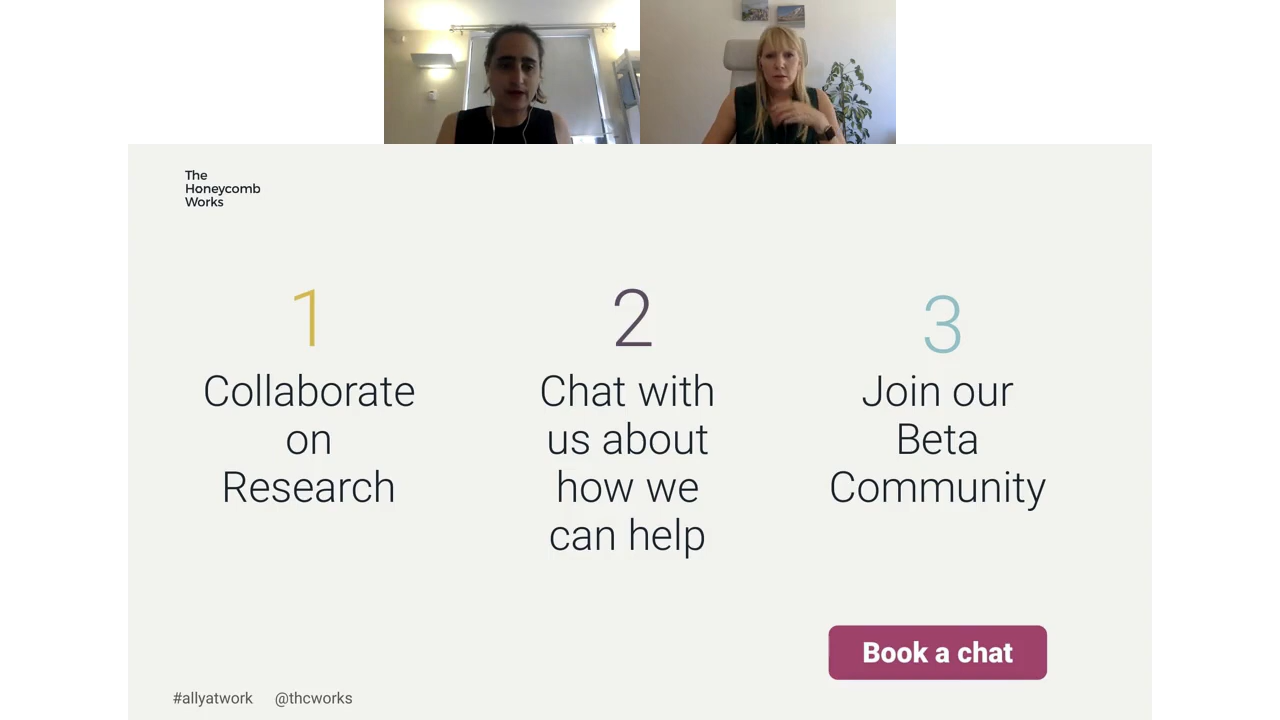 The
Honeycomb
Works
1
Collaborate
on
Research
2
Chat with
us about
how we
can help
3
Join our
Beta
Community
Book a chat
#allyatwork @thcworks